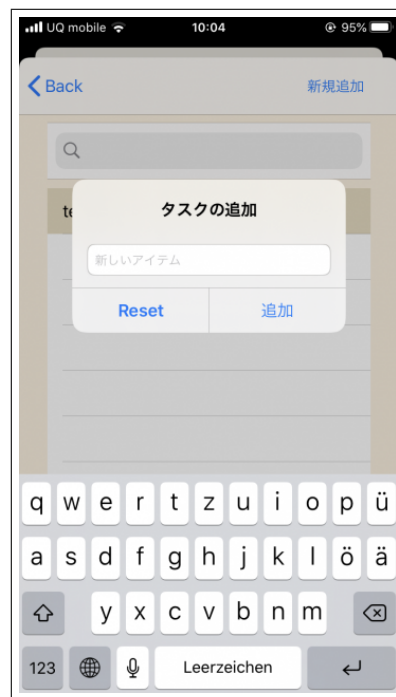 UQ mobile 10:04 95%
Back 新規追加
te
タスクの追加
新しいアイテム
Reset 追加
q w e r t z u i o p ü
a s d f g h j k l ö ä
y x c v b n m
123 Leerzeichen